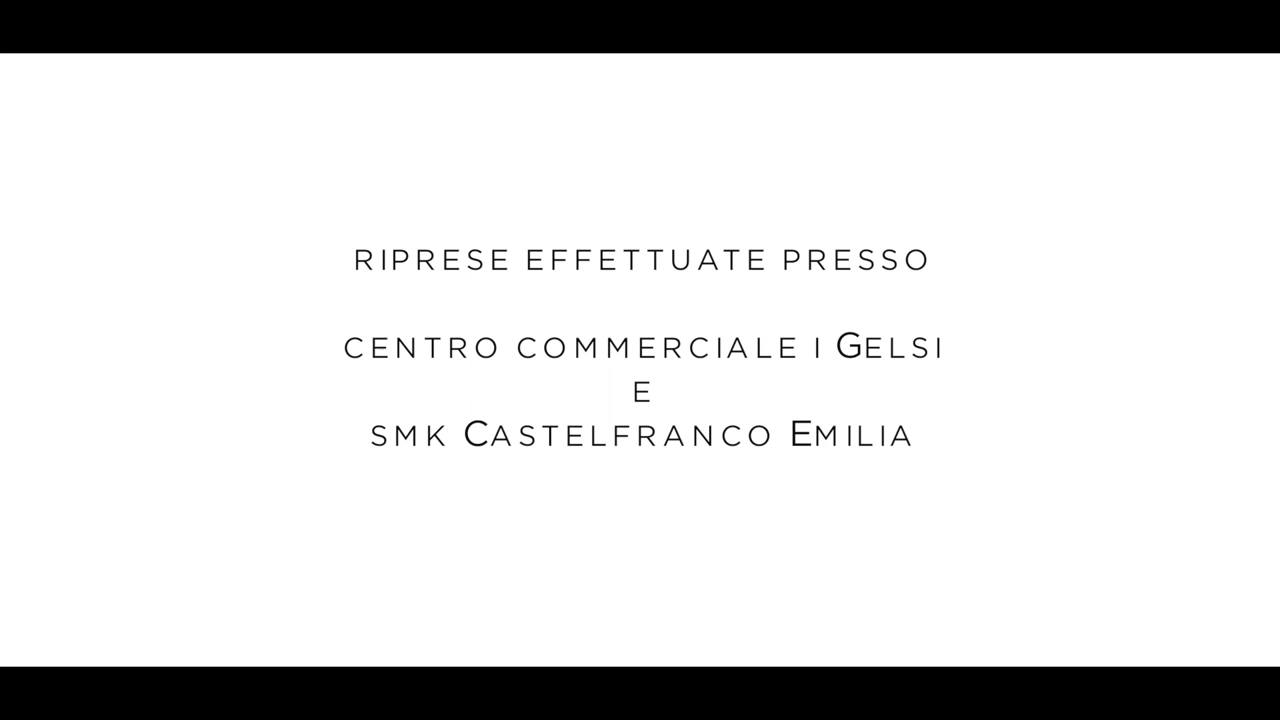 RIPRESE EFFETTUATE PRESSO
CENTRO COMMERCIALE I GELSI
E
SMK CASTELFRANCO EMILIA